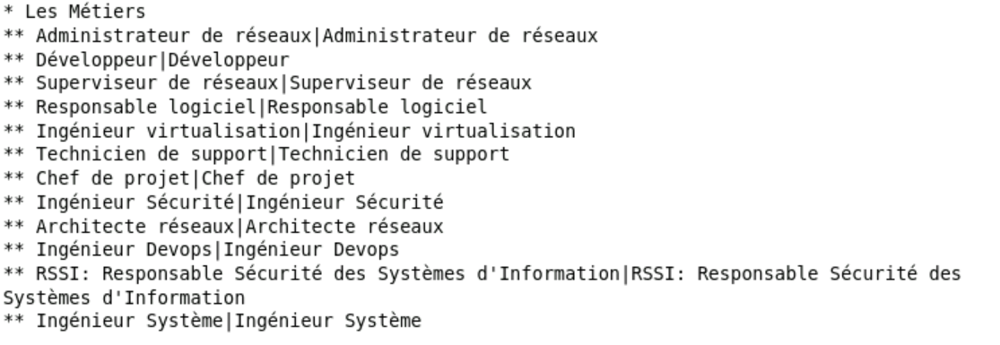 * Les Métiers
** Administrateur de réseaux|Administrateur de réseaux
** Développeur|Développeur
** Superviseur de réseaux|Superviseur de réseaux
** Responsable logiciel|Responsable logiciel
** Ingénieur virtualisation|Ingénieur virtualisation
** Technicien de support|Technicien de support
** Chef de projet|Chef de projet
** Ingénieur Sécurité|Ingénieur Sécurité
** Architecte réseaux|Architecte réseaux
** Ingénieur Devops|Ingénieur Devops
** RSSI: Responsable Sécurité des Systèmes d'Information|RSSI: Responsable Sécurité des
Systèmes d'Information
** Ingénieur Système|Ingénieur Système